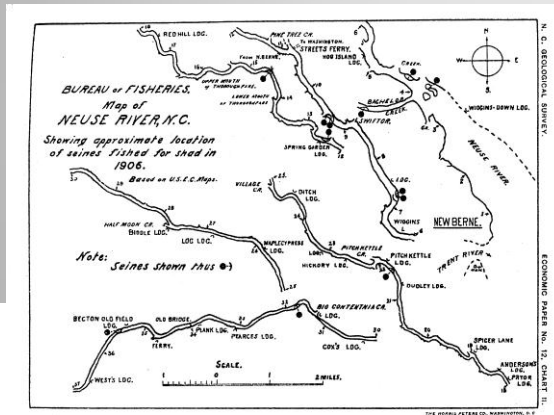 BUREAU OF FISHERIES.
Map of
NEUSE RIVER, N.C.
Showing approximate location
of seines fished for shad in
1906.
Based on U.S.E.C. Maps.
Note:
Seines shown thus
RED HILL LDG.
PINE TREE CR.
TO WASHINGTON.
STREETS FERRY.
HOG ISLAND
LDG.
FROM N. BERNE.
UPPER MOUTH
of THOROUGHFARE
LOWER MOUTH
of THOROUGHFARE
SPRING GARDEN
LDG.
BACHELOR
CREEK.
CREEK.
WIGGINS-DOWN LDG.
NEUSE RIVER.
NEW BERNE.
TRENT RIVER
WIGGINS
VILLAGE
CR.
DITCH
LDG.
HALF MOON CR.
BIDDLE LDG.
LOG LDG.
MAPLECYPRESS
LDG.
HICKORY LDG.
PITCH KETTLE
CR.
PITCH KETTLE
LDG.
DUDLEY LDG.
SPICER LANE
LDG.
ANDERSON'S
LDG.
PRYOR
LDG.
BECTON OLD FIELD
LDG.
OLD BRIDGE.
FERRY.
PLANK LDG.
PEARCES LDG.
BIG CONTENTNIA CR.
LDG.
COX'S LDG.
WEST'S LDG.
SCALE.
2 MILES.
N
W
E
S
N. C. GEOLOGICAL SURVEY.
ECONOMIC PAPER No. 12. CHART II.
THE NORRIS PETERS CO., WASHINGTON, D. C.